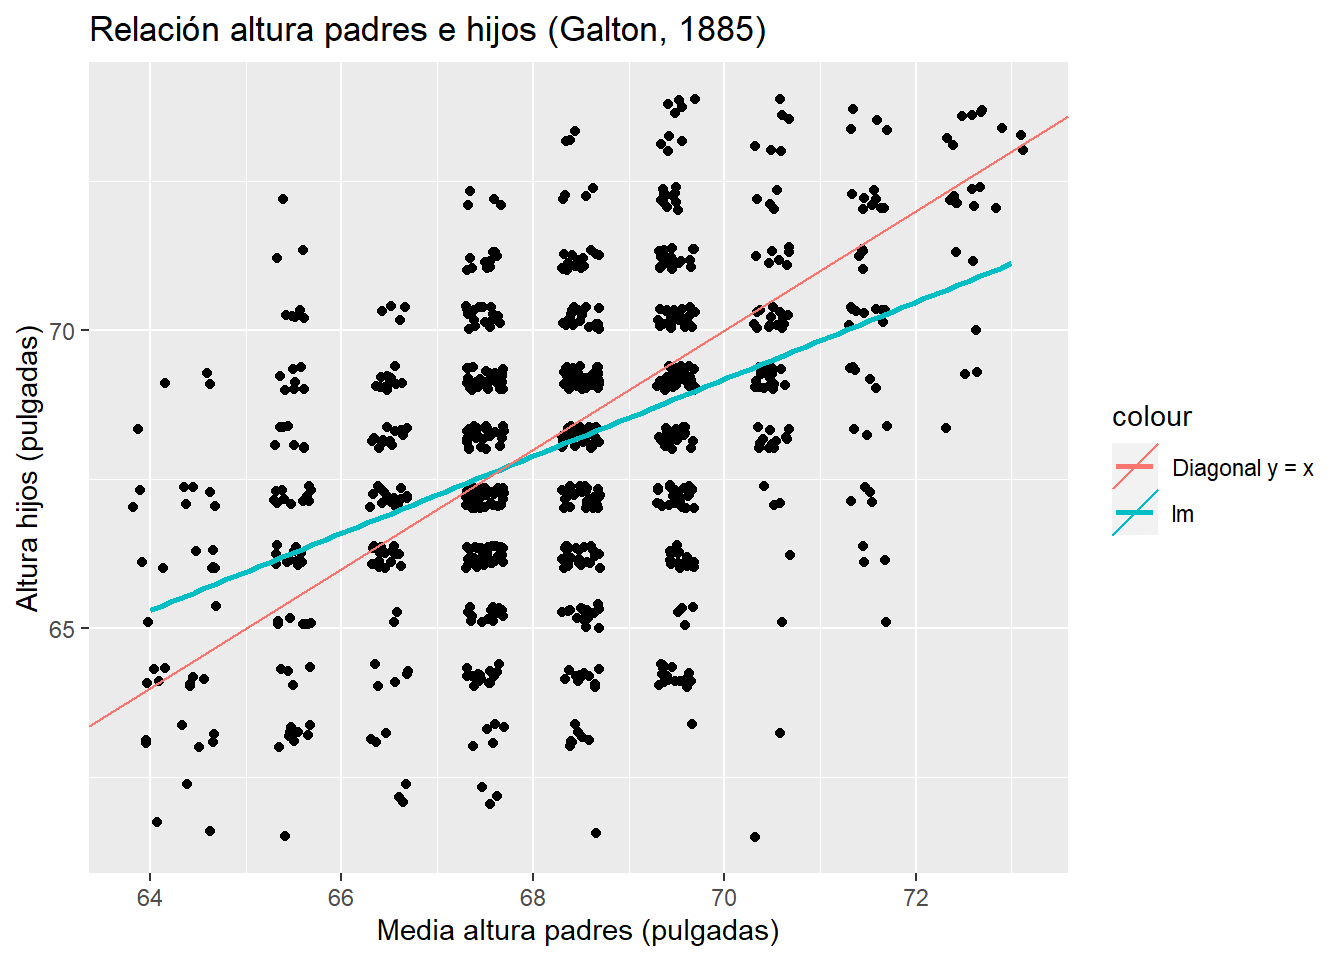 Relación altura padres e hijos (Galton, 1885)
Altura hijos (pulgadas)
70
65
64 66 68 70 72
Media altura padres (pulgadas)
colour
Diagonal y = x
lm